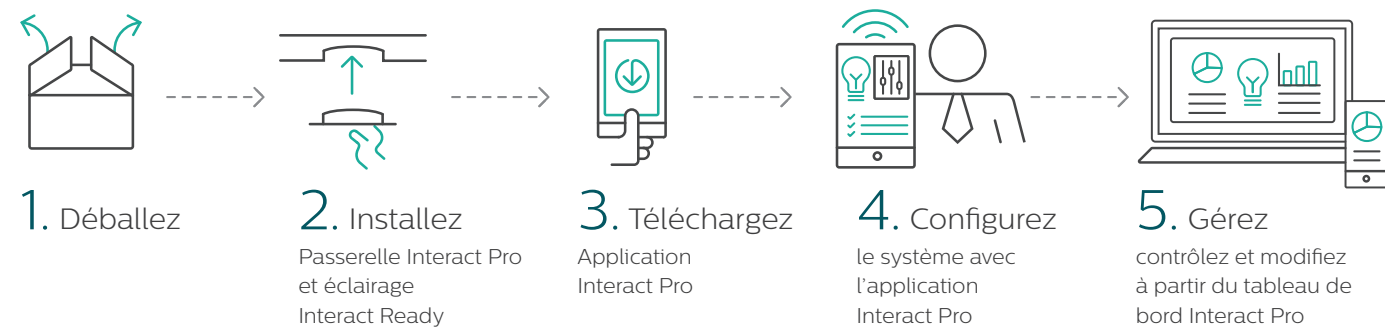 1. Déballez
2. Installez
Passerelle Interact Pro
et éclairage
Interact Ready
3. Téléchargez
Application
Interact Pro
4. Configurez
le système avec
l'application
Interact Pro
5. Gérez
contrôlez et modifiez
à partir du tableau de
bord Interact Pro